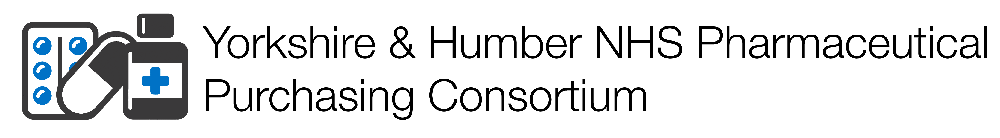 Yorkshire & Humber NHS Pharmaceutical
Purchasing Consortium